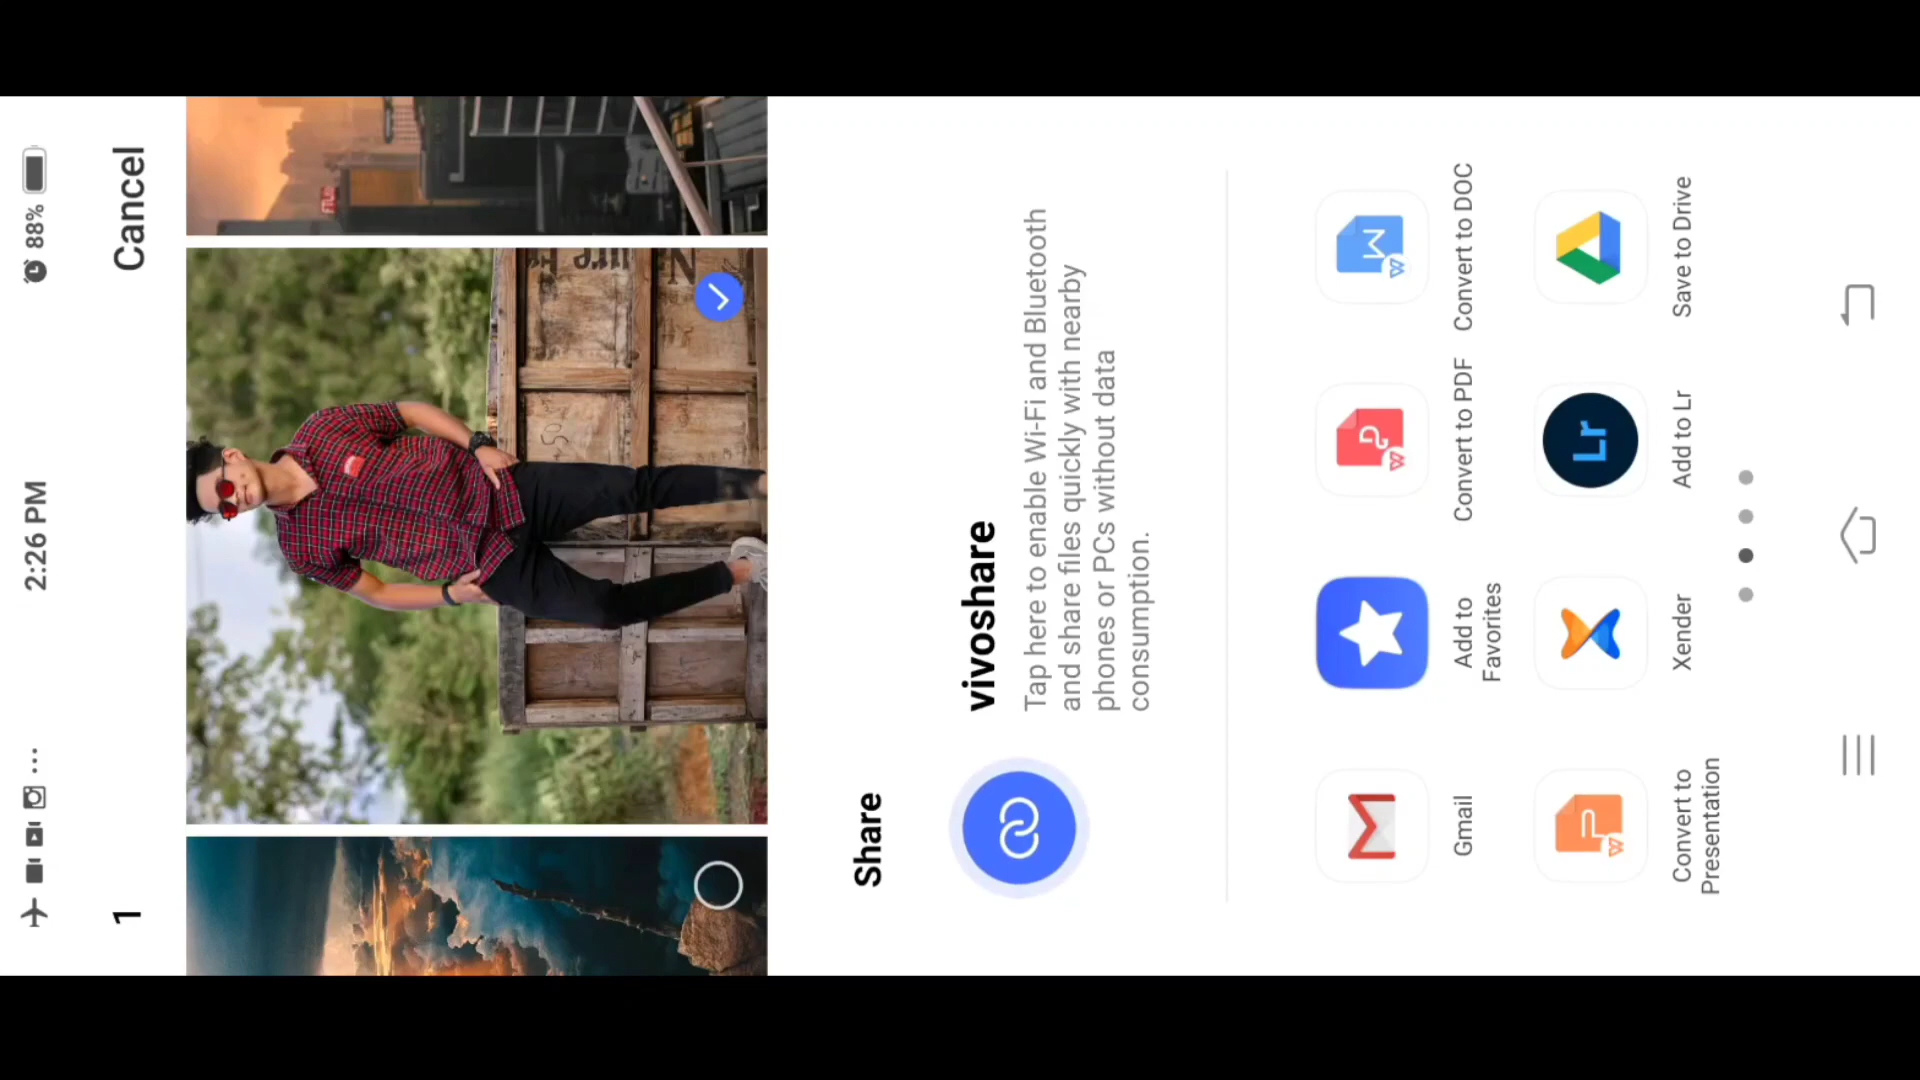 2:26 PM
88%
1
Cancel
Share
vivoshare
Tap here to enable Wi-Fi and Bluetooth
and share files quickly with nearby
phones or PCs without data
consumption.
Gmail
Add to
Favorites
Convert to PDF
Convert to DOC
Convert to
Presentation
Xender
Lr
Add to Lr
Save to Drive